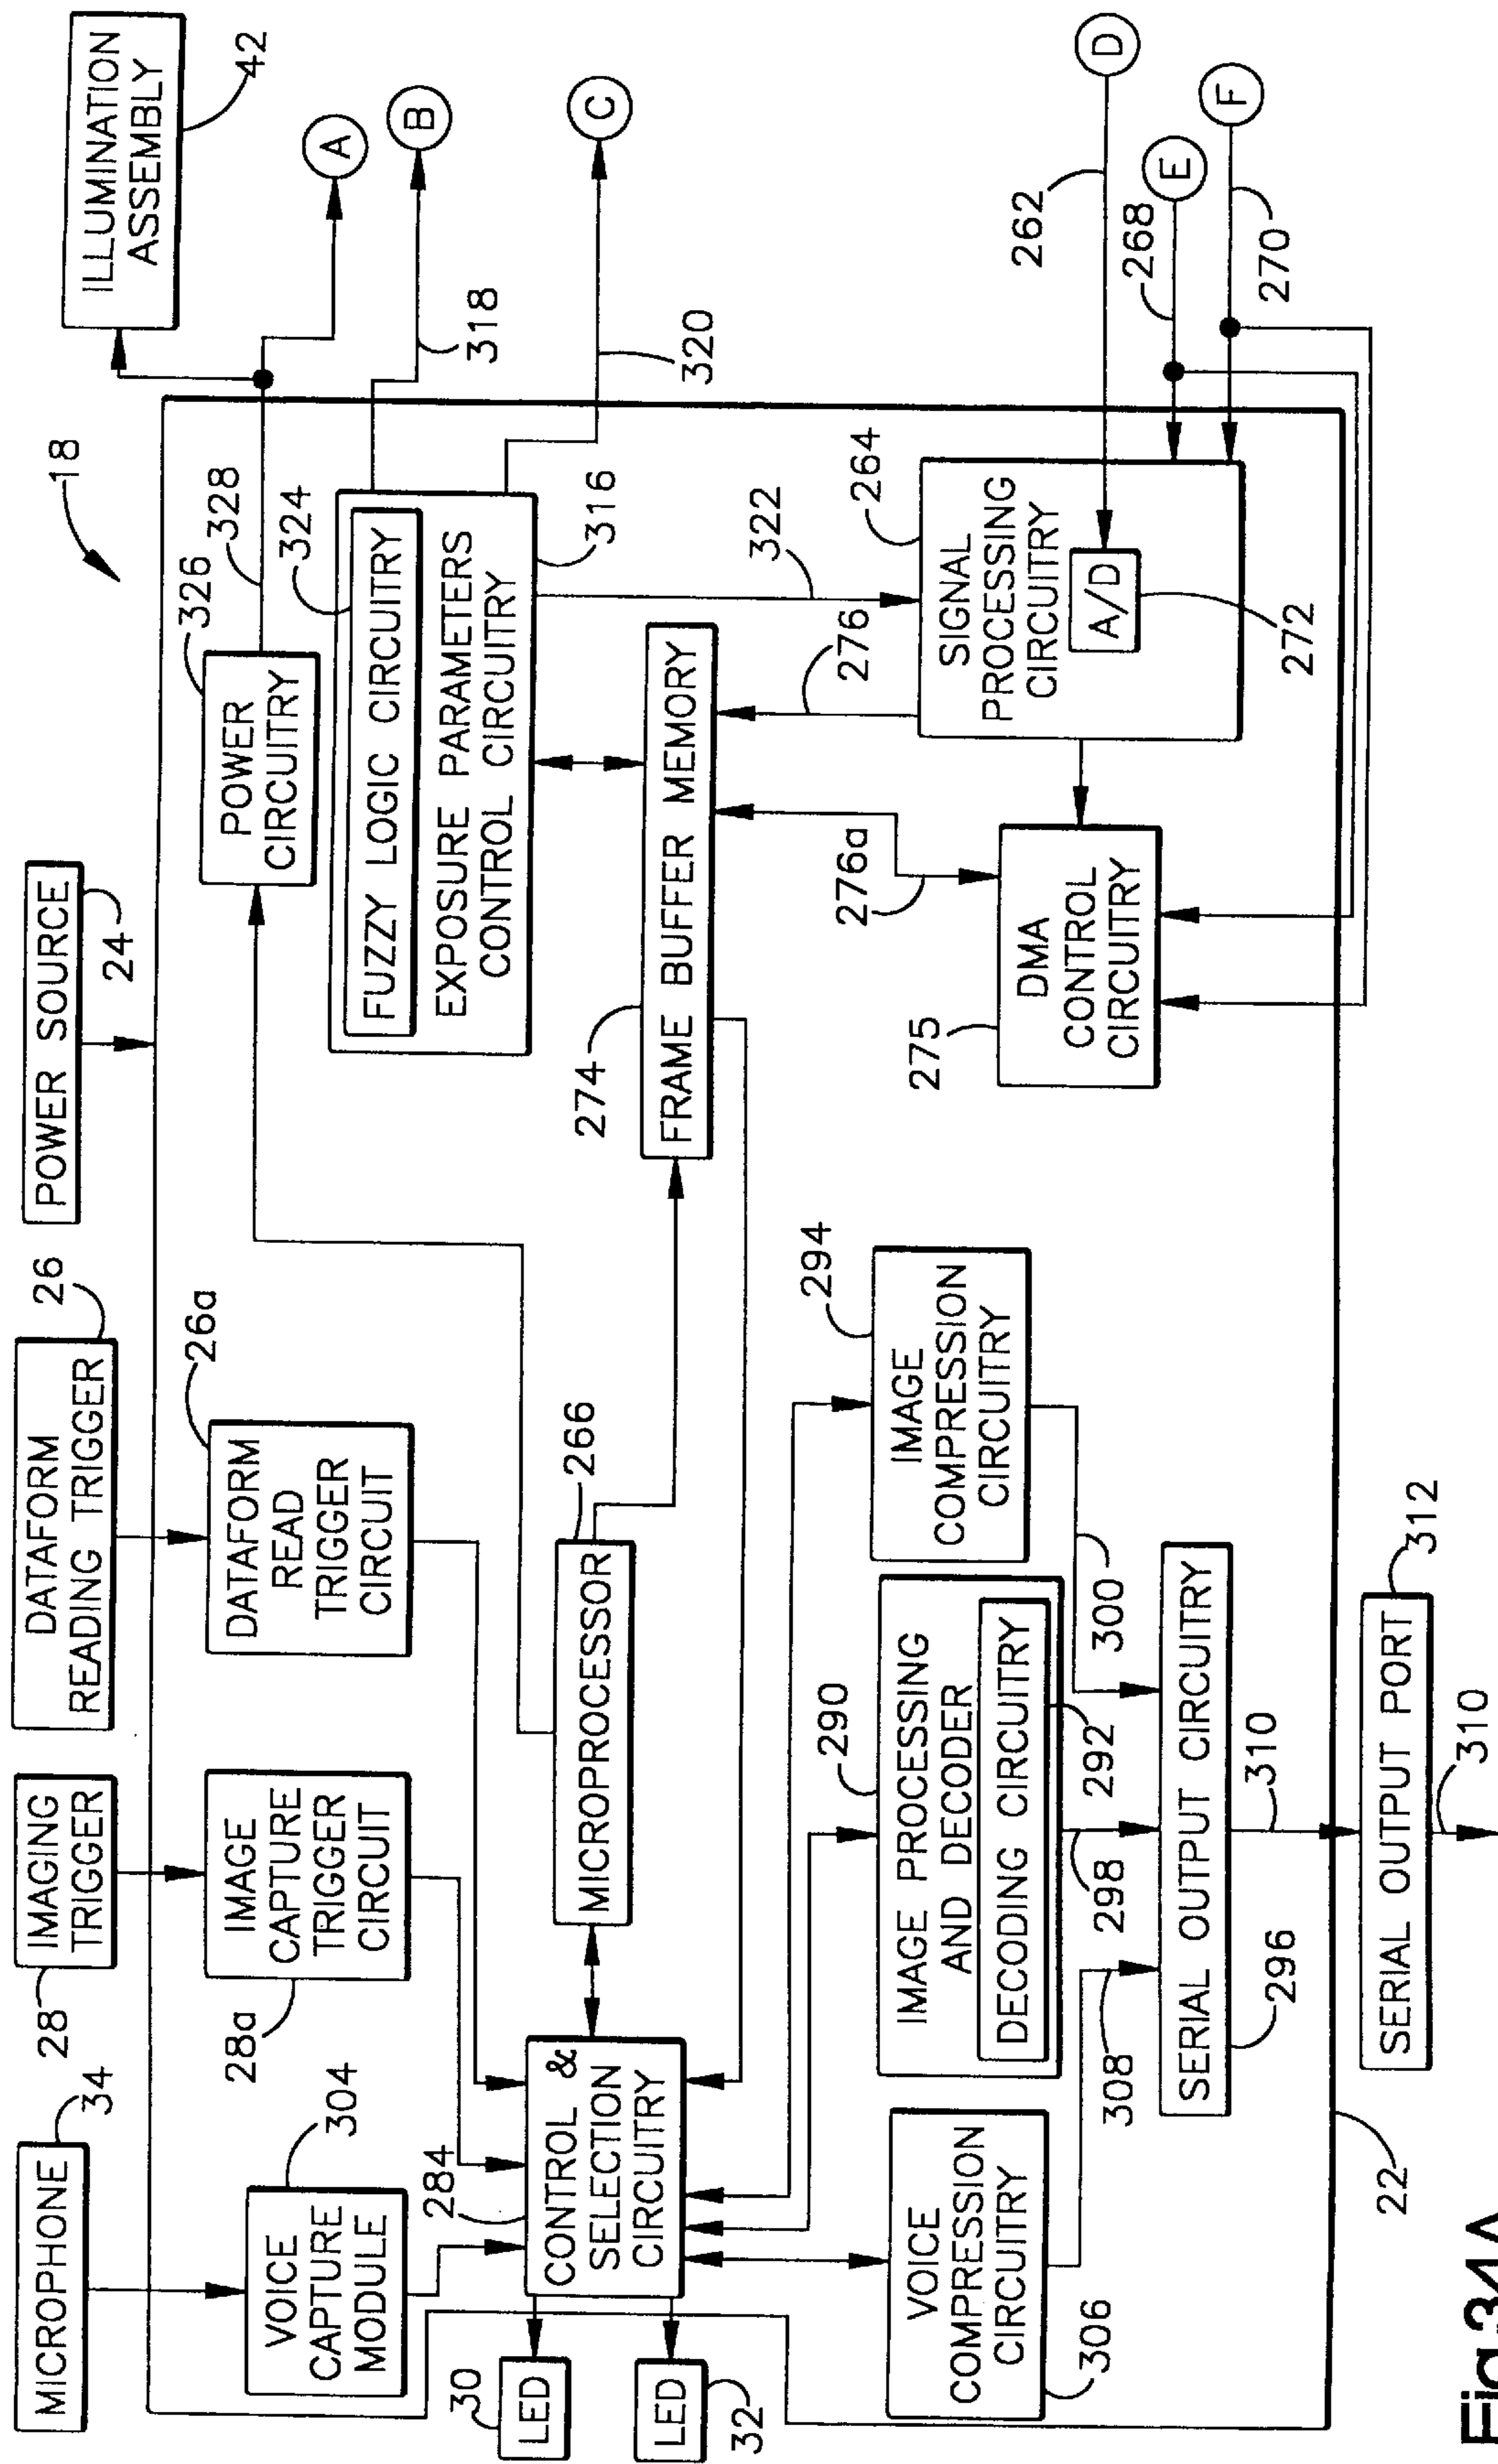 MICROPHONE
34
IMAGING
TRIGGER
28
DATAFORM
READING TRIGGER
26
POWER SOURCE
24
18
ILLUMINATION
ASSEMBLY
42
VOICE
CAPTURE
MODULE
304
IMAGE
CAPTURE
TRIGGER
CIRCUIT
28a
DATAFORM
READ
TRIGGER
CIRCUIT
26a
POWER
CIRCUITRY
326
328
A
FUZZY LOGIC CIRCUITRY
324
EXPOSURE PARAMETERS
CONTROL CIRCUITRY
316
318
B
320
C
LED
30
LED
32
CONTROL &
SELECTION
CIRCUITRY
284
MICROPROCESSOR
266
FRAME BUFFER MEMORY
274
276
322
276a
SIGNAL
PROCESSING
CIRCUITRY
264
A/D
272
262
D
268
E
270
F
DMA
CONTROL
CIRCUITRY
275
VOICE
COMPRESSION
CIRCUITRY
306
IMAGE PROCESSING
AND DECODER
290
DECODING CIRCUITRY
292
IMAGE
COMPRESSION
CIRCUITRY
294
308
298
300
SERIAL OUTPUT CIRCUITRY
296
310
22
SERIAL OUTPUT PORT
312
310
Fig.34A